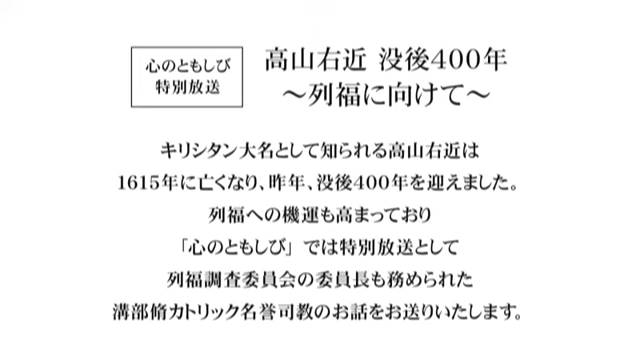 心のともしび
特別放送
高山右近 没後400年
～列福に向けて～
キリシタン大名として知られる高山右近は
1615年に亡くなり、昨年、没後400年を迎えました。
列福への機運も高まっており
「心のともしび」では特別放送として
列福調査委員会の委員長も務められた
溝部脩カトリック名誉司教のお話をお送りいたします。